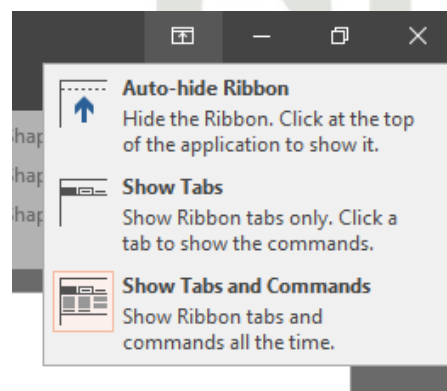 Auto-hide Ribbon
Hide the Ribbon. Click at the top
of the application to show it.
Show Tabs
Show Ribbon tabs only. Click a
tab to show the commands.
Show Tabs and Commands
Show Ribbon tabs and
commands all the time.